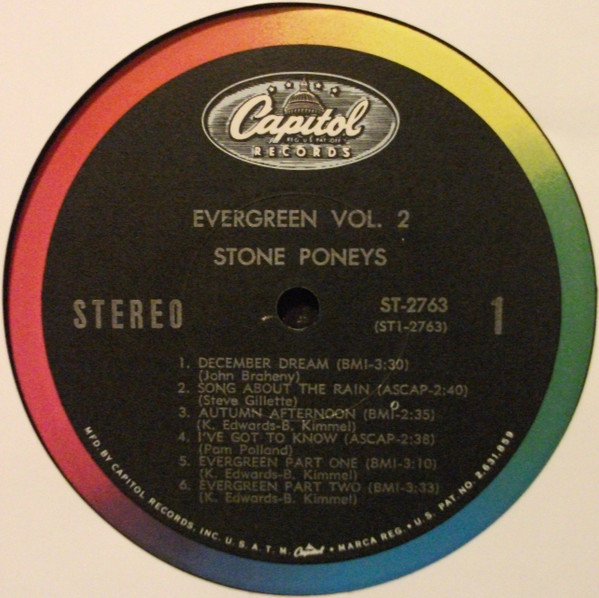 Capitol
REG. U.S. PAT. OFF.
RECORDS
EVERGREEN VOL. 2
STONE PONEYS
STEREO
ST-2763
(ST1-2763)
1
1. DECEMBER DREAM (BMI-3:30)
(John Braheny)
2. SONG ABOUT THE RAIN (ASCAP-2:40)
(Steve Gillette)
3. AUTUMN AFTERNOON (BMI-2:35)
(K. Edwards-B. Kimmel)
4. I'VE GOT TO KNOW (ASCAP-2:38)
(Pam Polland)
5. EVERGREEN PART ONE (BMI-3:10)
(K. Edwards-B. Kimmel)
6. EVERGREEN PART TWO (BMI-3:33)
(K. Edwards-B. Kimmel)
MFD BY CAPITOL RECORDS, INC. U.S.A. T.M. Capitol • MARCA REG. • U.S. PAT. NO. 2,631,859